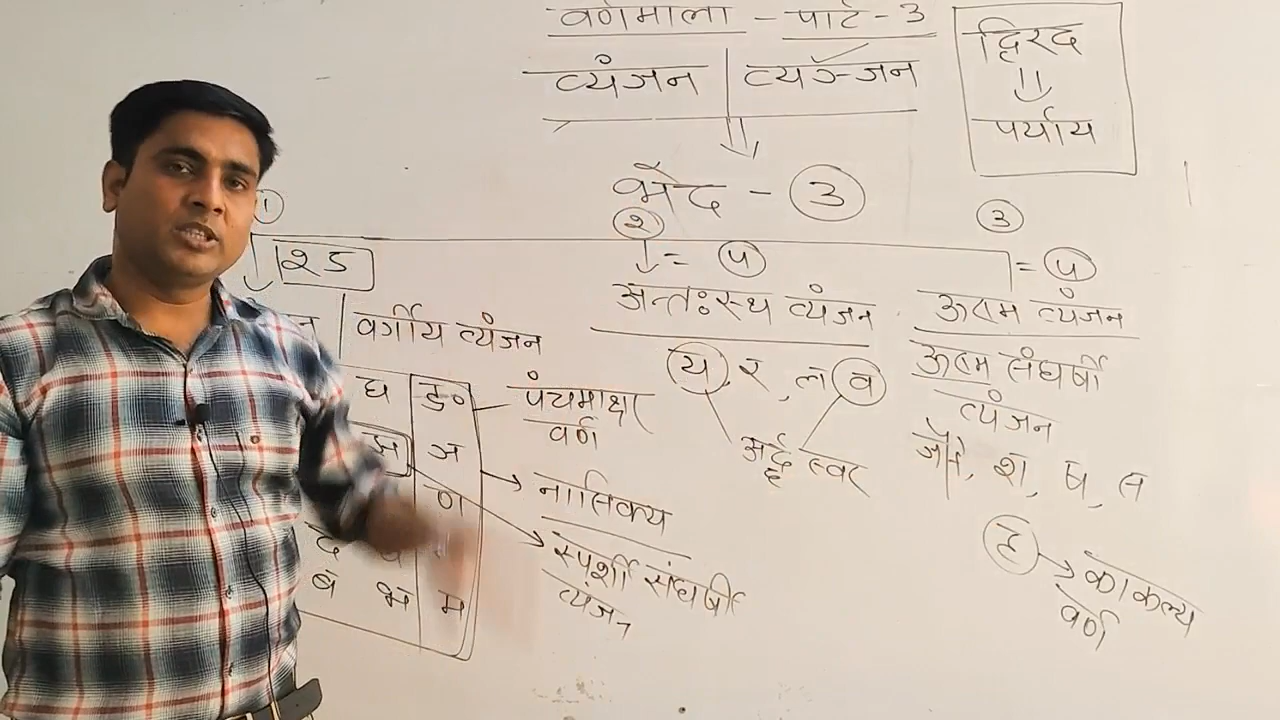 वर्णमाला - पार्ट - 3
व्यंजन | व्यञ्जन
द्विरद
पर्याय
भेद - 3
1
2
3
25
= 4
= 4
वर्गीय व्यंजन
अन्तःस्थ व्यंजन
ऊष्म व्यंजन
य, र, ल, व
ऊष्म संघर्षी
व्यंजन
घ ङ
पंचमाक्षर
वर्ण
अर्द्ध स्वर
जैसे, श, ष, स
झ ञ
ण
नासिक्य
स्पर्शी संघर्षी
व्यंजन
द
ब भ म
ह
काकल्य
वर्ण